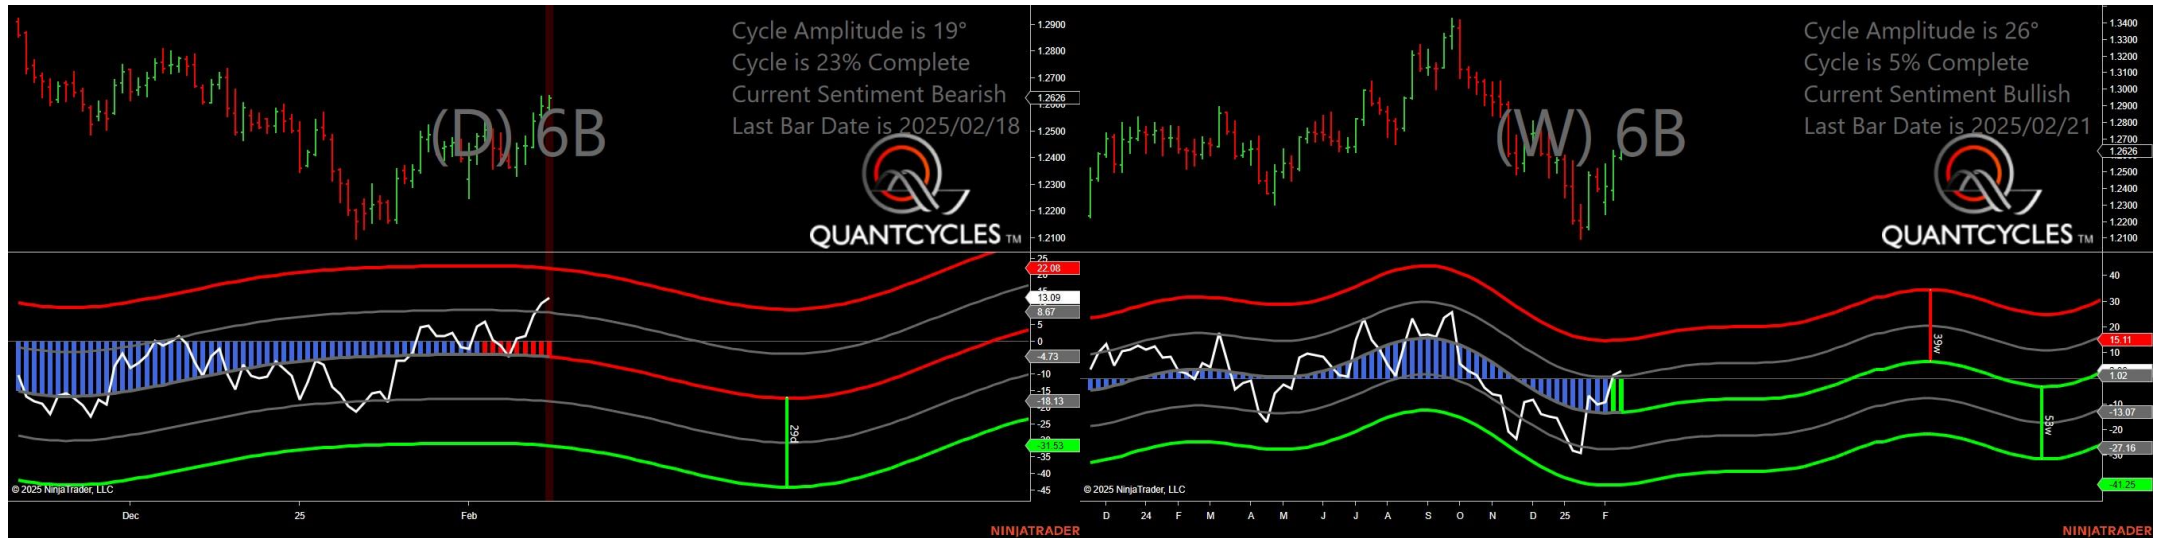 Cycle Amplitude is 19°
Cycle is 23% Complete
Current Sentiment Bearish
Last Bar Date is 2025/02/18
(D) 6B
QUANTCYCLES TM
1.2900
1.2800
1.2700
1.2626
1.2500
1.2400
1.2300
1.2200
1.2100
25
22.08
13.09
8.67
5
0
-4.73
-10
-15
-18.13
-31.53
-35
-40
-45
29d
© 2025 NinjaTrader, LLC
Dec
25
Feb
NINJATRADER
Cycle Amplitude is 26°
Cycle is 5% Complete
Current Sentiment Bullish
Last Bar Date is 2025/02/21
(W) 6B
QUANTCYCLES TM
1.3400
1.3300
1.3200
1.3100
1.3000
1.2900
1.2800
1.2700
1.2626
1.2500
1.2400
1.2300
1.2200
1.2100
40
30
20
15.11
10
1.02
-13.07
-20
-27.16
-41.25
39w
53w
© 2025 NinjaTrader, LLC
D 24 F M A M J J A S O N D 25 F
NINJATRADER